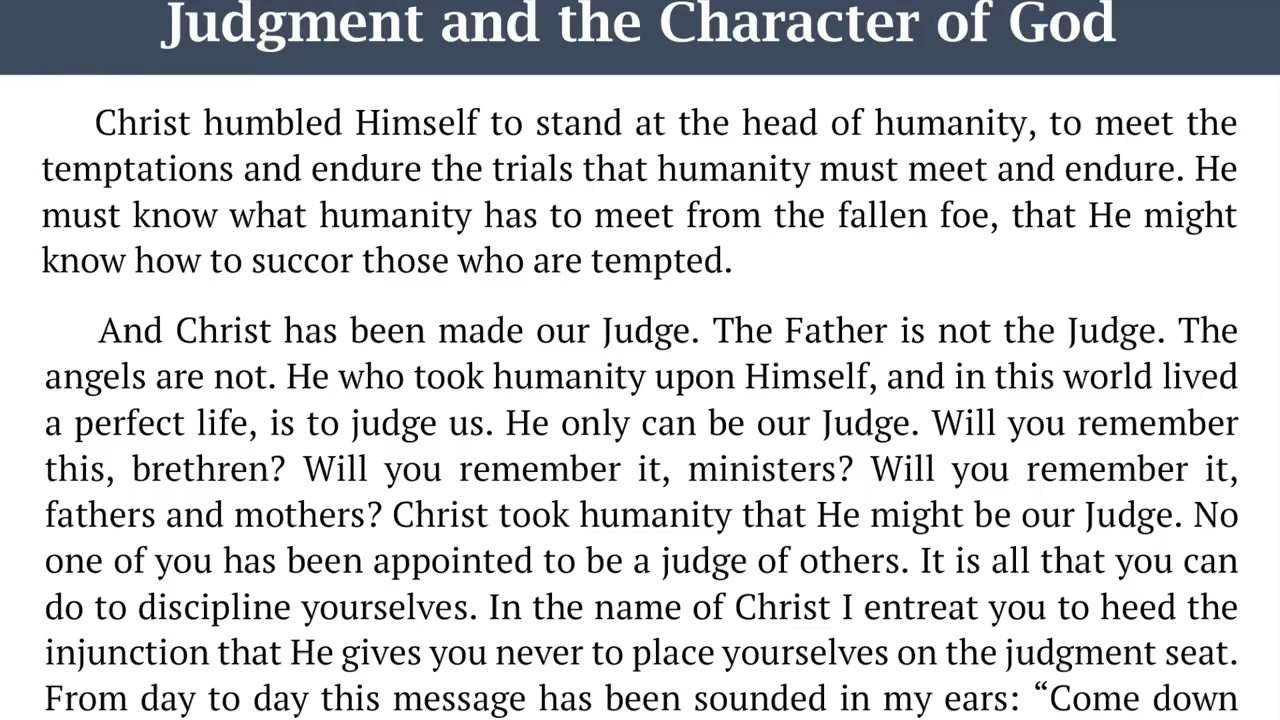 Judgment and the Character of God
Christ humbled Himself to stand at the head of humanity, to meet the
temptations and endure the trials that humanity must meet and endure. He
must know what humanity has to meet from the fallen foe, that He might
know how to succor those who are tempted.
And Christ has been made our Judge. The Father is not the Judge. The
angels are not. He who took humanity upon Himself, and in this world lived
a perfect life, is to judge us. He only can be our Judge. Will you remember
this, brethren? Will you remember it, ministers? Will you remember it,
fathers and mothers? Christ took humanity that He might be our Judge. No
one of you has been appointed to be a judge of others. It is all that you can
do to discipline yourselves. In the name of Christ I entreat you to heed the
injunction that He gives you never to place yourselves on the judgment seat.
From day to day this message has been sounded in my ears: “Come down